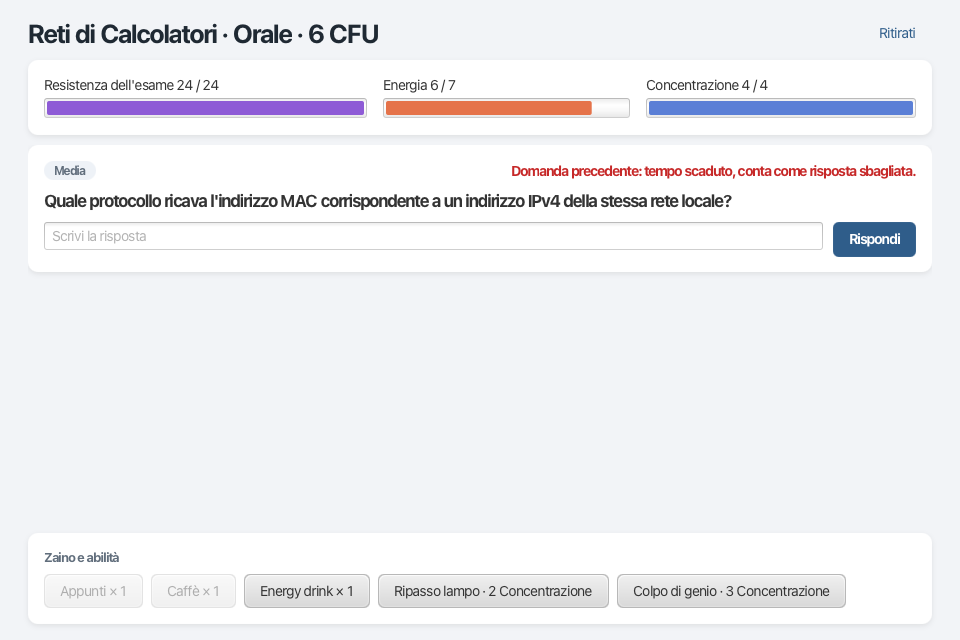 Reti di Calcolatori · Orale · 6 CFU
Ritirati
Resistenza dell'esame 24 / 24
Energia 6 / 7
Concentrazione 4 / 4
Media
Domanda precedente: tempo scaduto, conta come risposta sbagliata.
Quale protocollo ricava l'indirizzo MAC corrispondente a un indirizzo IPv4 della stessa rete locale?
Scrivi la risposta
Rispondi
Zaino e abilità
Appunti × 1
Caffè × 1
Energy drink × 1
Ripasso lampo · 2 Concentrazione
Colpo di genio · 3 Concentrazione